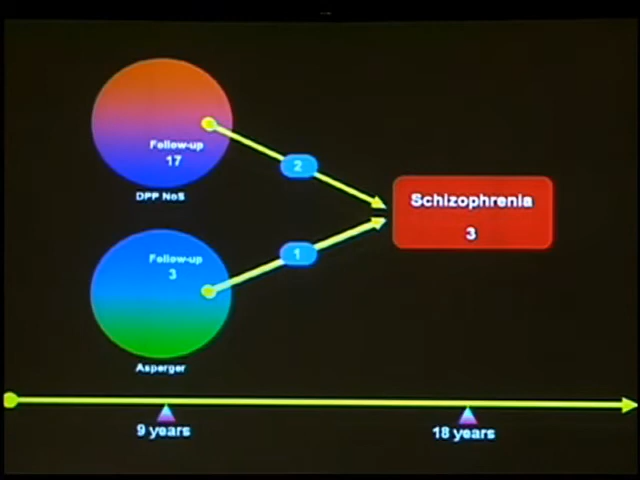 Follow-up
17
DPP NoS
2
Schizophrenia
3
Follow-up
3
1
Asperger
9 years
18 years